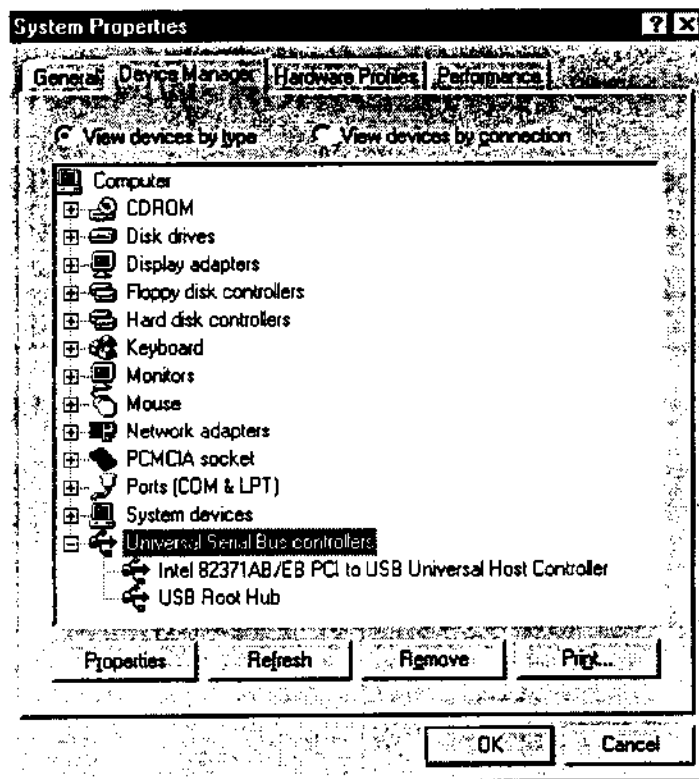 System Properties ? X
General Device Manager Hardware Profiles Performance
View devices by type View devices by connection
Computer
CDROM
Disk drives
Display adapters
Floppy disk controllers
Hard disk controllers
Keyboard
Monitors
Mouse
Network adapters
PCMCIA socket
Ports (COM & LPT)
System devices
Universal Serial Bus controllers
Intel 82371AB/EB PCI to USB Universal Host Controller
USB Root Hub
Properties Refresh Remove Print...
OK Cancel